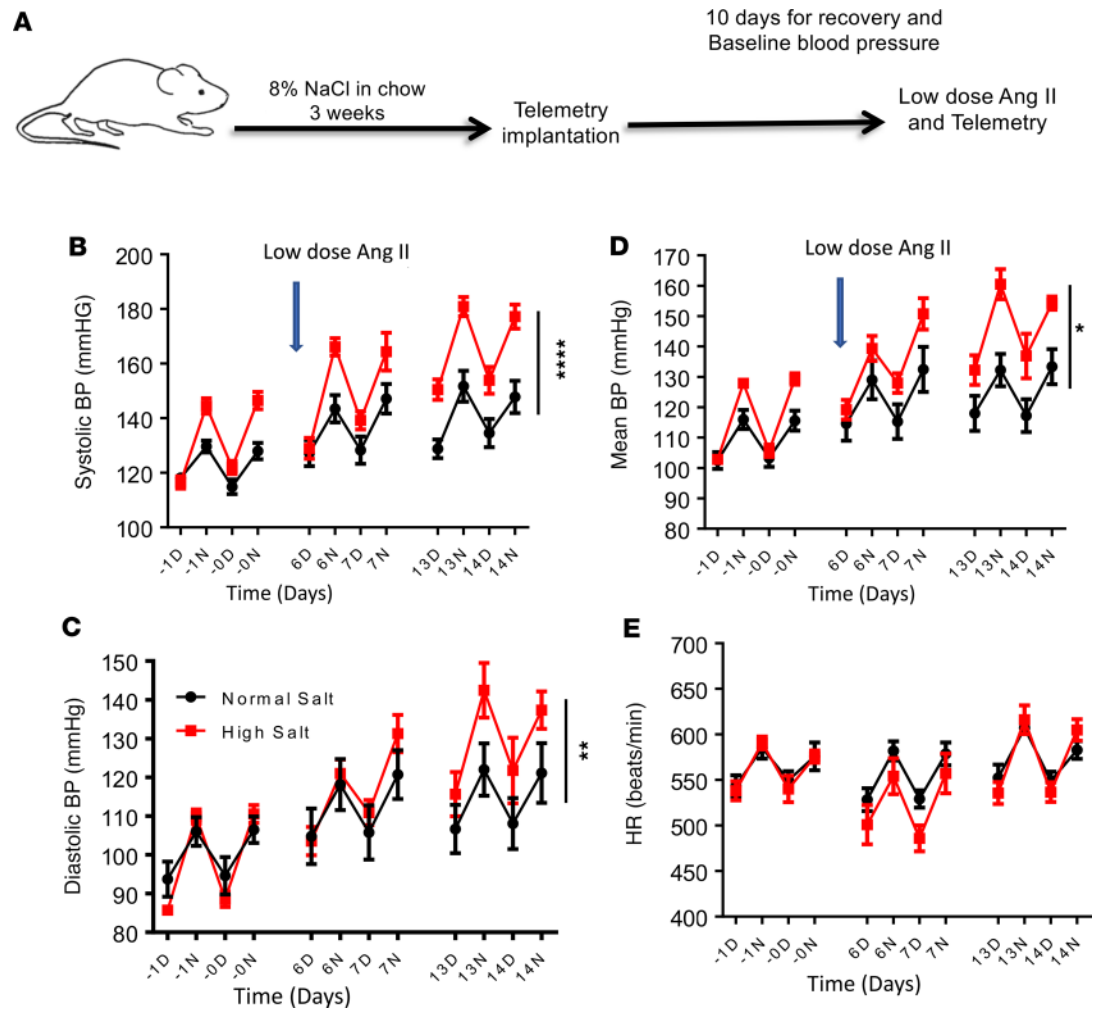 A
8% NaCl in chow
3 weeks
Telemetry
implantation
10 days for recovery and
Baseline blood pressure
Low dose Ang II
and Telemetry
B
Low dose Ang II
Systolic BP (mmHG)
200
180
160
140
120
100
****
-1D
-1N
-0D
-0N
6D
6N
7D
7N
13D
13N
14D
14N
Time (Days)
D
Low dose Ang II
Mean BP (mmHg)
170
160
150
140
130
120
110
100
90
80
*
-1D
-1N
-0D
-0N
6D
6N
7D
7N
13D
13N
14D
14N
Time (Days)
C
Diastolic BP (mmHg)
150
140
130
120
110
100
90
80
Normal Salt
High Salt
**
-1D
-1N
-0D
-0N
6D
6N
7D
7N
13D
13N
14D
14N
Time (Days)
E
HR (beats/min)
700
650
600
550
500
450
400
-1D
-1N
-0D
-0N
6D
6N
7D
7N
13D
13N
14D
14N
Time (Days)